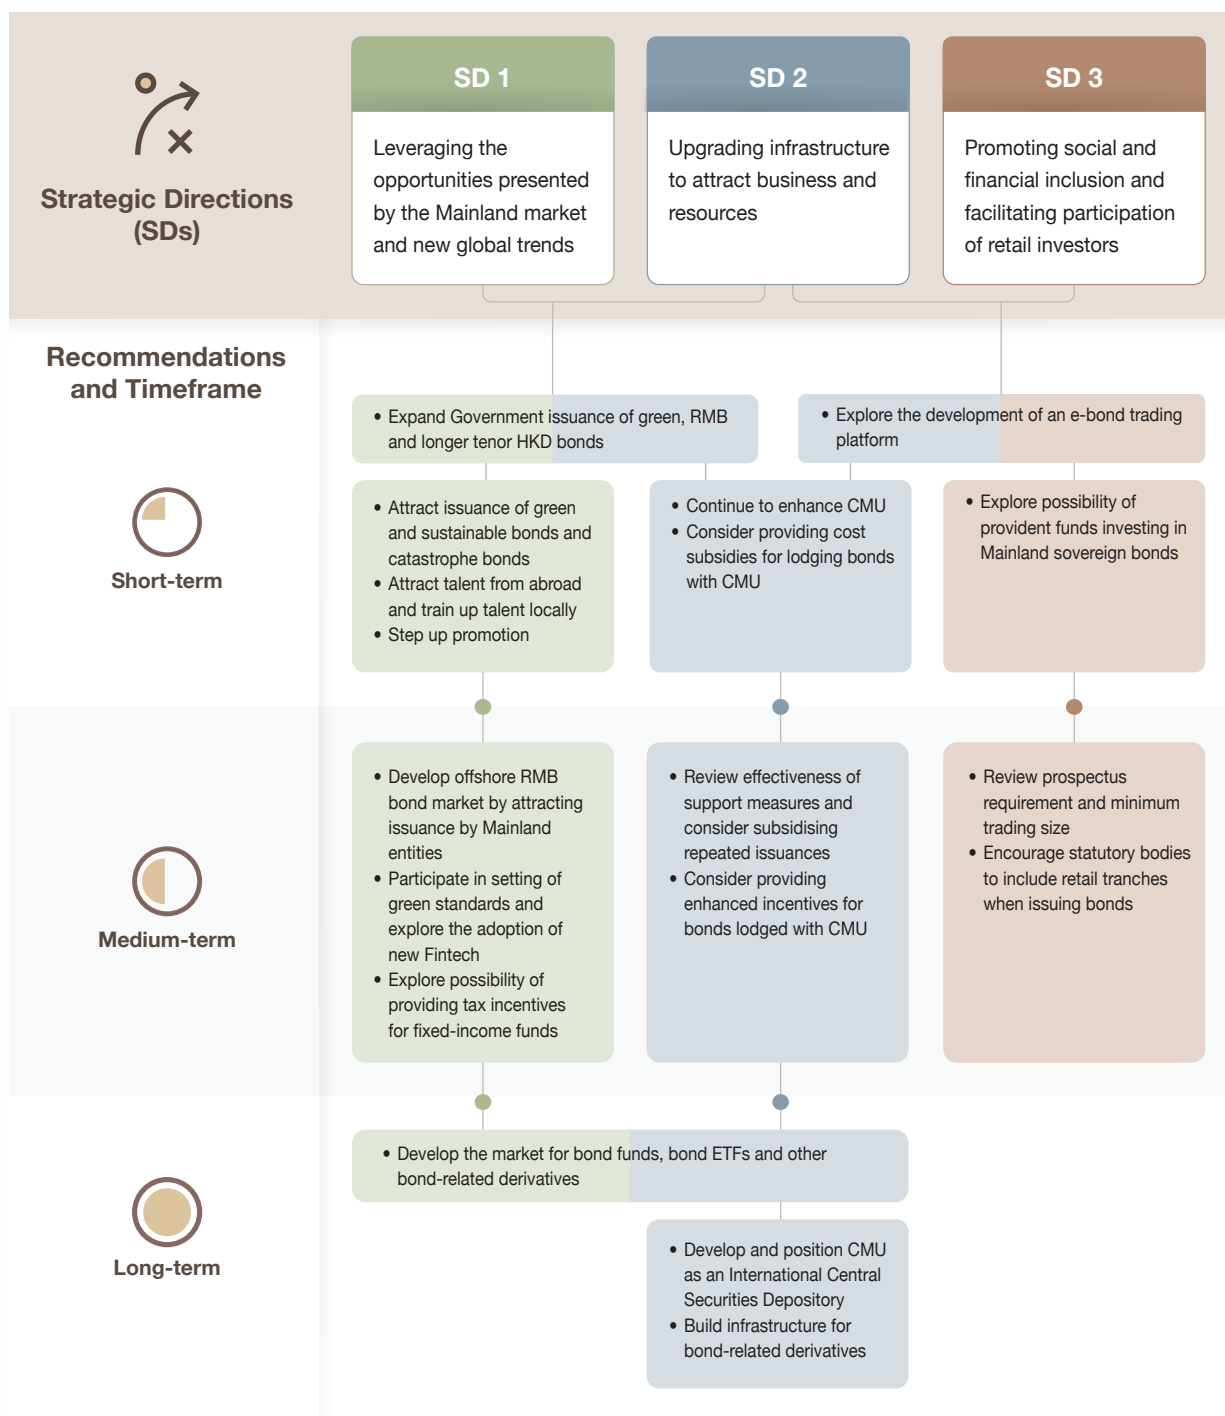 Strategic Directions
(SDs)
SD 1
Leveraging the
opportunities presented
by the Mainland market
and new global trends
SD 2
Upgrading infrastructure
to attract business and
resources
SD 3
Promoting social and
financial inclusion and
facilitating participation
of retail investors
Recommendations
and Timeframe
• Expand Government issuance of green, RMB
and longer tenor HKD bonds
• Explore the development of an e-bond trading
platform
Short-term
• Attract issuance of green
and sustainable bonds and
catastrophe bonds
• Attract talent from abroad
and train up talent locally
• Step up promotion
• Continue to enhance CMU
• Consider providing cost
subsidies for lodging bonds
with CMU
• Explore possibility of
provident funds investing in
Mainland sovereign bonds
Medium-term
• Develop offshore RMB
bond market by attracting
issuance by Mainland
entities
• Participate in setting of
green standards and
explore the adoption of
new Fintech
• Explore possibility of
providing tax incentives
for fixed-income funds
• Review effectiveness of
support measures and
consider subsidising
repeated issuances
• Consider providing
enhanced incentives for
bonds lodged with CMU
• Review prospectus
requirement and minimum
trading size
• Encourage statutory bodies
to include retail tranches
when issuing bonds
Long-term
• Develop the market for bond funds, bond ETFs and other
bond-related derivatives
• Develop and position CMU
as an International Central
Securities Depository
• Build infrastructure for
bond-related derivatives